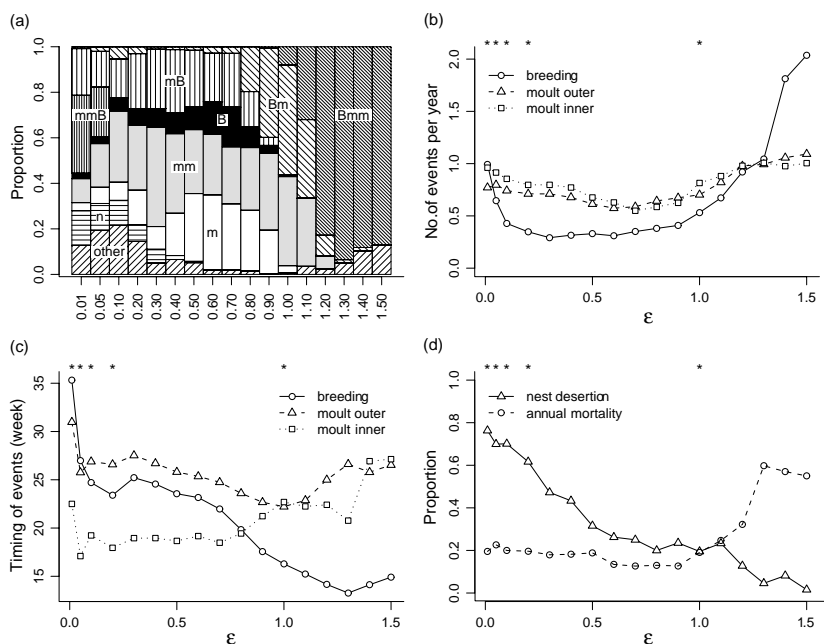 (a)
Proportion
0.0 0.2 0.4 0.6 0.8 1.0
mmB
n
other
mB
B
mm
m
Bm
Bmm
0.01 0.05 0.10 0.20 0.30 0.40 0.50 0.60 0.70 0.80 0.90 1.00 1.10 1.20 1.30 1.40 1.50
(b)
No.of events per year
0.0 0.5 1.0 1.5 2.0
* * * * *
breeding
moult outer
moult inner
0.0 0.5 1.0 1.5
ε
(c)
Timing of events (week)
15 20 25 30 35
* * * * *
breeding
moult outer
moult inner
0.0 0.5 1.0 1.5
ε
(d)
Proportion
0.0 0.2 0.4 0.6 0.8 1.0
* * * * *
nest desertion
annual mortality
0.0 0.5 1.0 1.5
ε